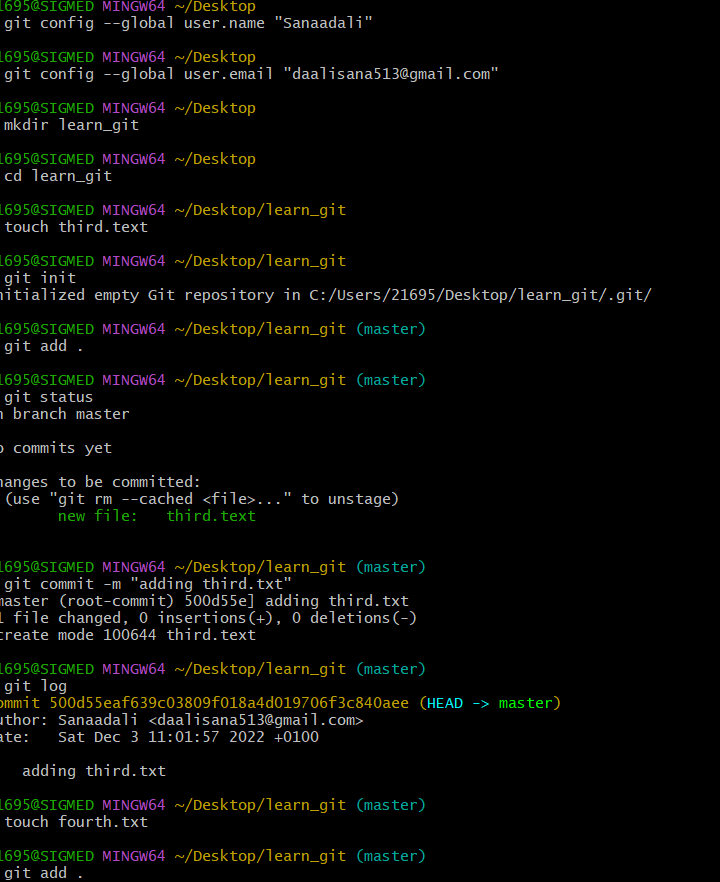 1695@SIGMED MINGW64 ~/Desktop
git config --global user.name "Sanaadali"
1695@SIGMED MINGW64 ~/Desktop
git config --global user.email "daalisana513@gmail.com"
1695@SIGMED MINGW64 ~/Desktop
mkdir learn_git
1695@SIGMED MINGW64 ~/Desktop
cd learn_git
1695@SIGMED MINGW64 ~/Desktop/learn_git
touch third.text
1695@SIGMED MINGW64 ~/Desktop/learn_git
git init
nitialized empty Git repository in C:/Users/21695/Desktop/learn_git/.git/
1695@SIGMED MINGW64 ~/Desktop/learn_git (master)
git add .
1695@SIGMED MINGW64 ~/Desktop/learn_git (master)
git status
n branch master
o commits yet
hanges to be committed:
(use "git rm --cached <file>..." to unstage)
new file:   third.text
1695@SIGMED MINGW64 ~/Desktop/learn_git (master)
git commit -m "adding third.txt"
master (root-commit) 500d55e] adding third.txt
1 file changed, 0 insertions(+), 0 deletions(-)
create mode 100644 third.text
1695@SIGMED MINGW64 ~/Desktop/learn_git (master)
git log
ommit 500d55eaf639c03809f018a4d019706f3c840aee (HEAD -> master)
uthor: Sanaadali <daalisana513@gmail.com>
ate:   Sat Dec 3 11:01:57 2022 +0100
adding third.txt
1695@SIGMED MINGW64 ~/Desktop/learn_git (master)
touch fourth.txt
1695@SIGMED MINGW64 ~/Desktop/learn_git (master)
git add .